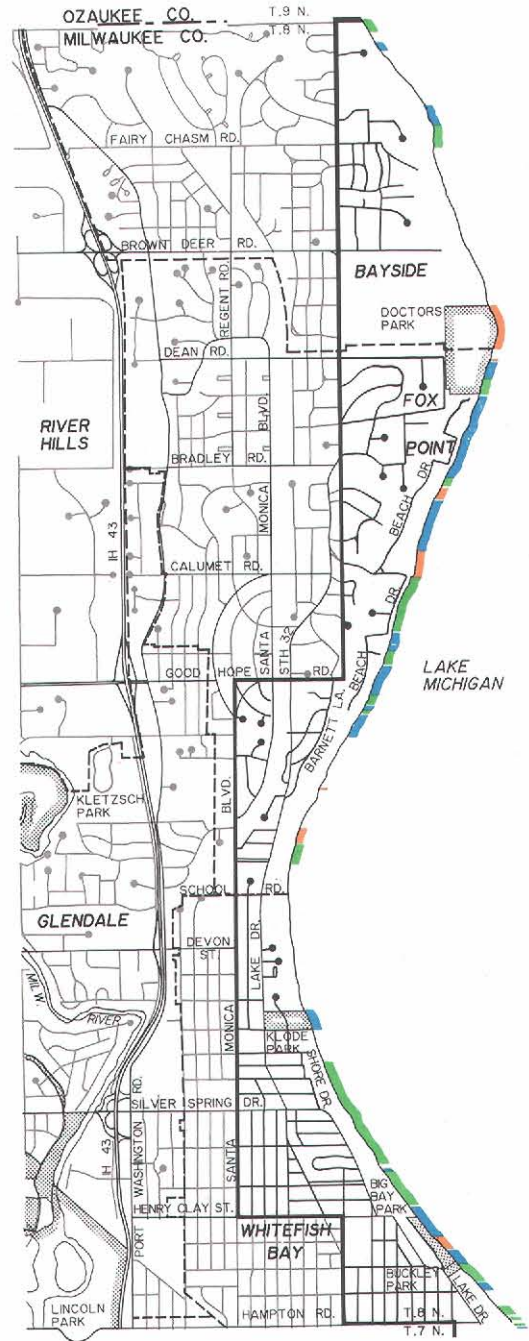 OZAUKEE CO. T.9 N.
MILWAUKEE CO. T.8 N.
FAIRY CHASM RD.
BROWN DEER RD.
BAYSIDE
REGENT RD.
DOCTORS
PARK
DEAN RD.
FOX
POINT
RIVER
HILLS
BLVD.
BRADLEY RD.
BEACH DR.
MONICA
IH 43
CALUMET RD.
SANTA
STH 32
GOOD HOPE RD.
BEACH DR.
BARNETT LA.
LAKE
MICHIGAN
KLETZSCH
PARK
BLVD.
SCHOOL RD.
GLENDALE
DEVON
ST.
LAKE DR.
MILW.
RIVER
MONICA
KLODE
PARK
SHORE DR.
SILVER SPRING DR.
IH 43
PORT WASHINGTON RD.
SANTA
HENRY CLAY ST.
BIG
BAY
PARK
WHITEFISH
BAY
BUCKLEY
PARK
LAKE DR.
LINCOLN
PARK
HAMPTON RD.
T.8 N.
T.7 N.